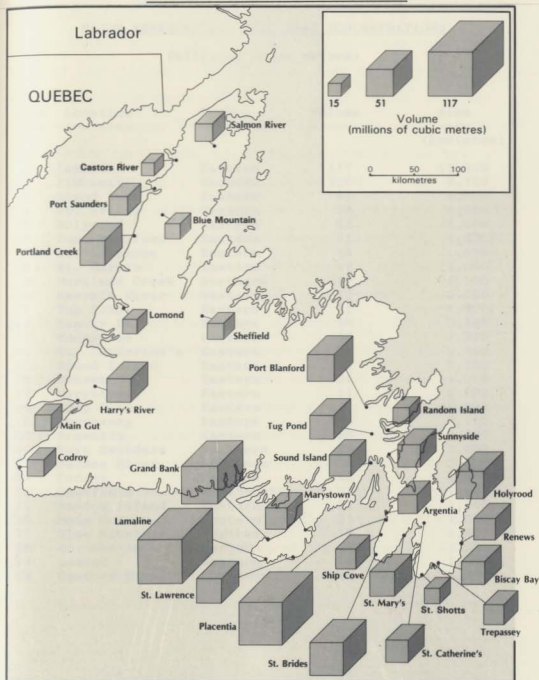 Labrador
QUEBEC
15 51 117
Volume
(millions of cubic metres)
0 50 100
kilometres
Salmon River
Castors River
Port Saunders
Blue Mountain
Portland Creek
Lomond
Sheffield
Port Blanford
Harry's River
Random Island
Main Gut
Tug Pond
Sunnyside
Codroy
Grand Bank
Sound Island
Holyrood
Marystown
Argentia
Lamaline
Renews
Ship Cove
Biscay Bay
St. Lawrence
St. Mary's
St. Shotts
Placentia
Trepassey
St. Brides
St. Catherine's